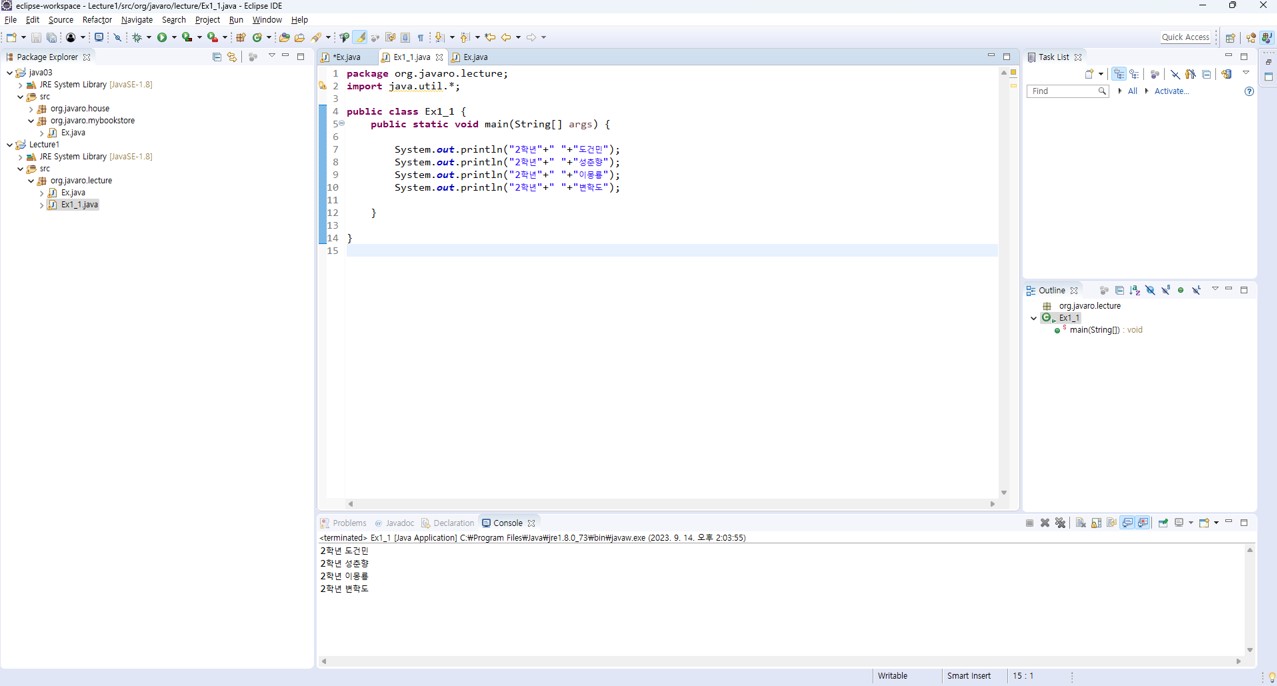 eclipse-workspace - Lecture1/src/org/javaro/lecture/Ex1_1.java - Eclipse IDE
File Edit Source Refactor Navigate Search Project Run Window Help
Quick Access
Package Explorer
java03
JRE System Library [JavaSE-1.8]
src
org.javaro.house
org.javaro.mybookstore
Ex.java
Lecture1
JRE System Library [JavaSE-1.8]
src
org.javaro.lecture
Ex.java
Ex1_1.java
*Ex.java Ex1_1.java Ex.java
1 package org.javaro.lecture;
2 import java.util.*;
3
4 public class Ex1_1 {
5 public static void main(String[] args) {
6
7 System.out.println("2학년"+" "+"도건민");
8 System.out.println("2학년"+" "+"성춘향");
9 System.out.println("2학년"+" "+"이몽룡");
10 System.out.println("2학년"+" "+"변학도");
11
12 }
13
14 }
15
Task List
Find All Activate...
Outline
org.javaro.lecture
Ex1_1
main(String[]) : void
Problems Javadoc Declaration Console
<terminated> Ex1_1 [Java Application] C:₩Program Files₩Java₩jre1.8.0_73₩bin₩javaw.exe (2023. 9. 14. 오후 2:03:55)
2학년 도건민
2학년 성춘향
2학년 이몽룡
2학년 변학도
Writable Smart Insert 15 : 1